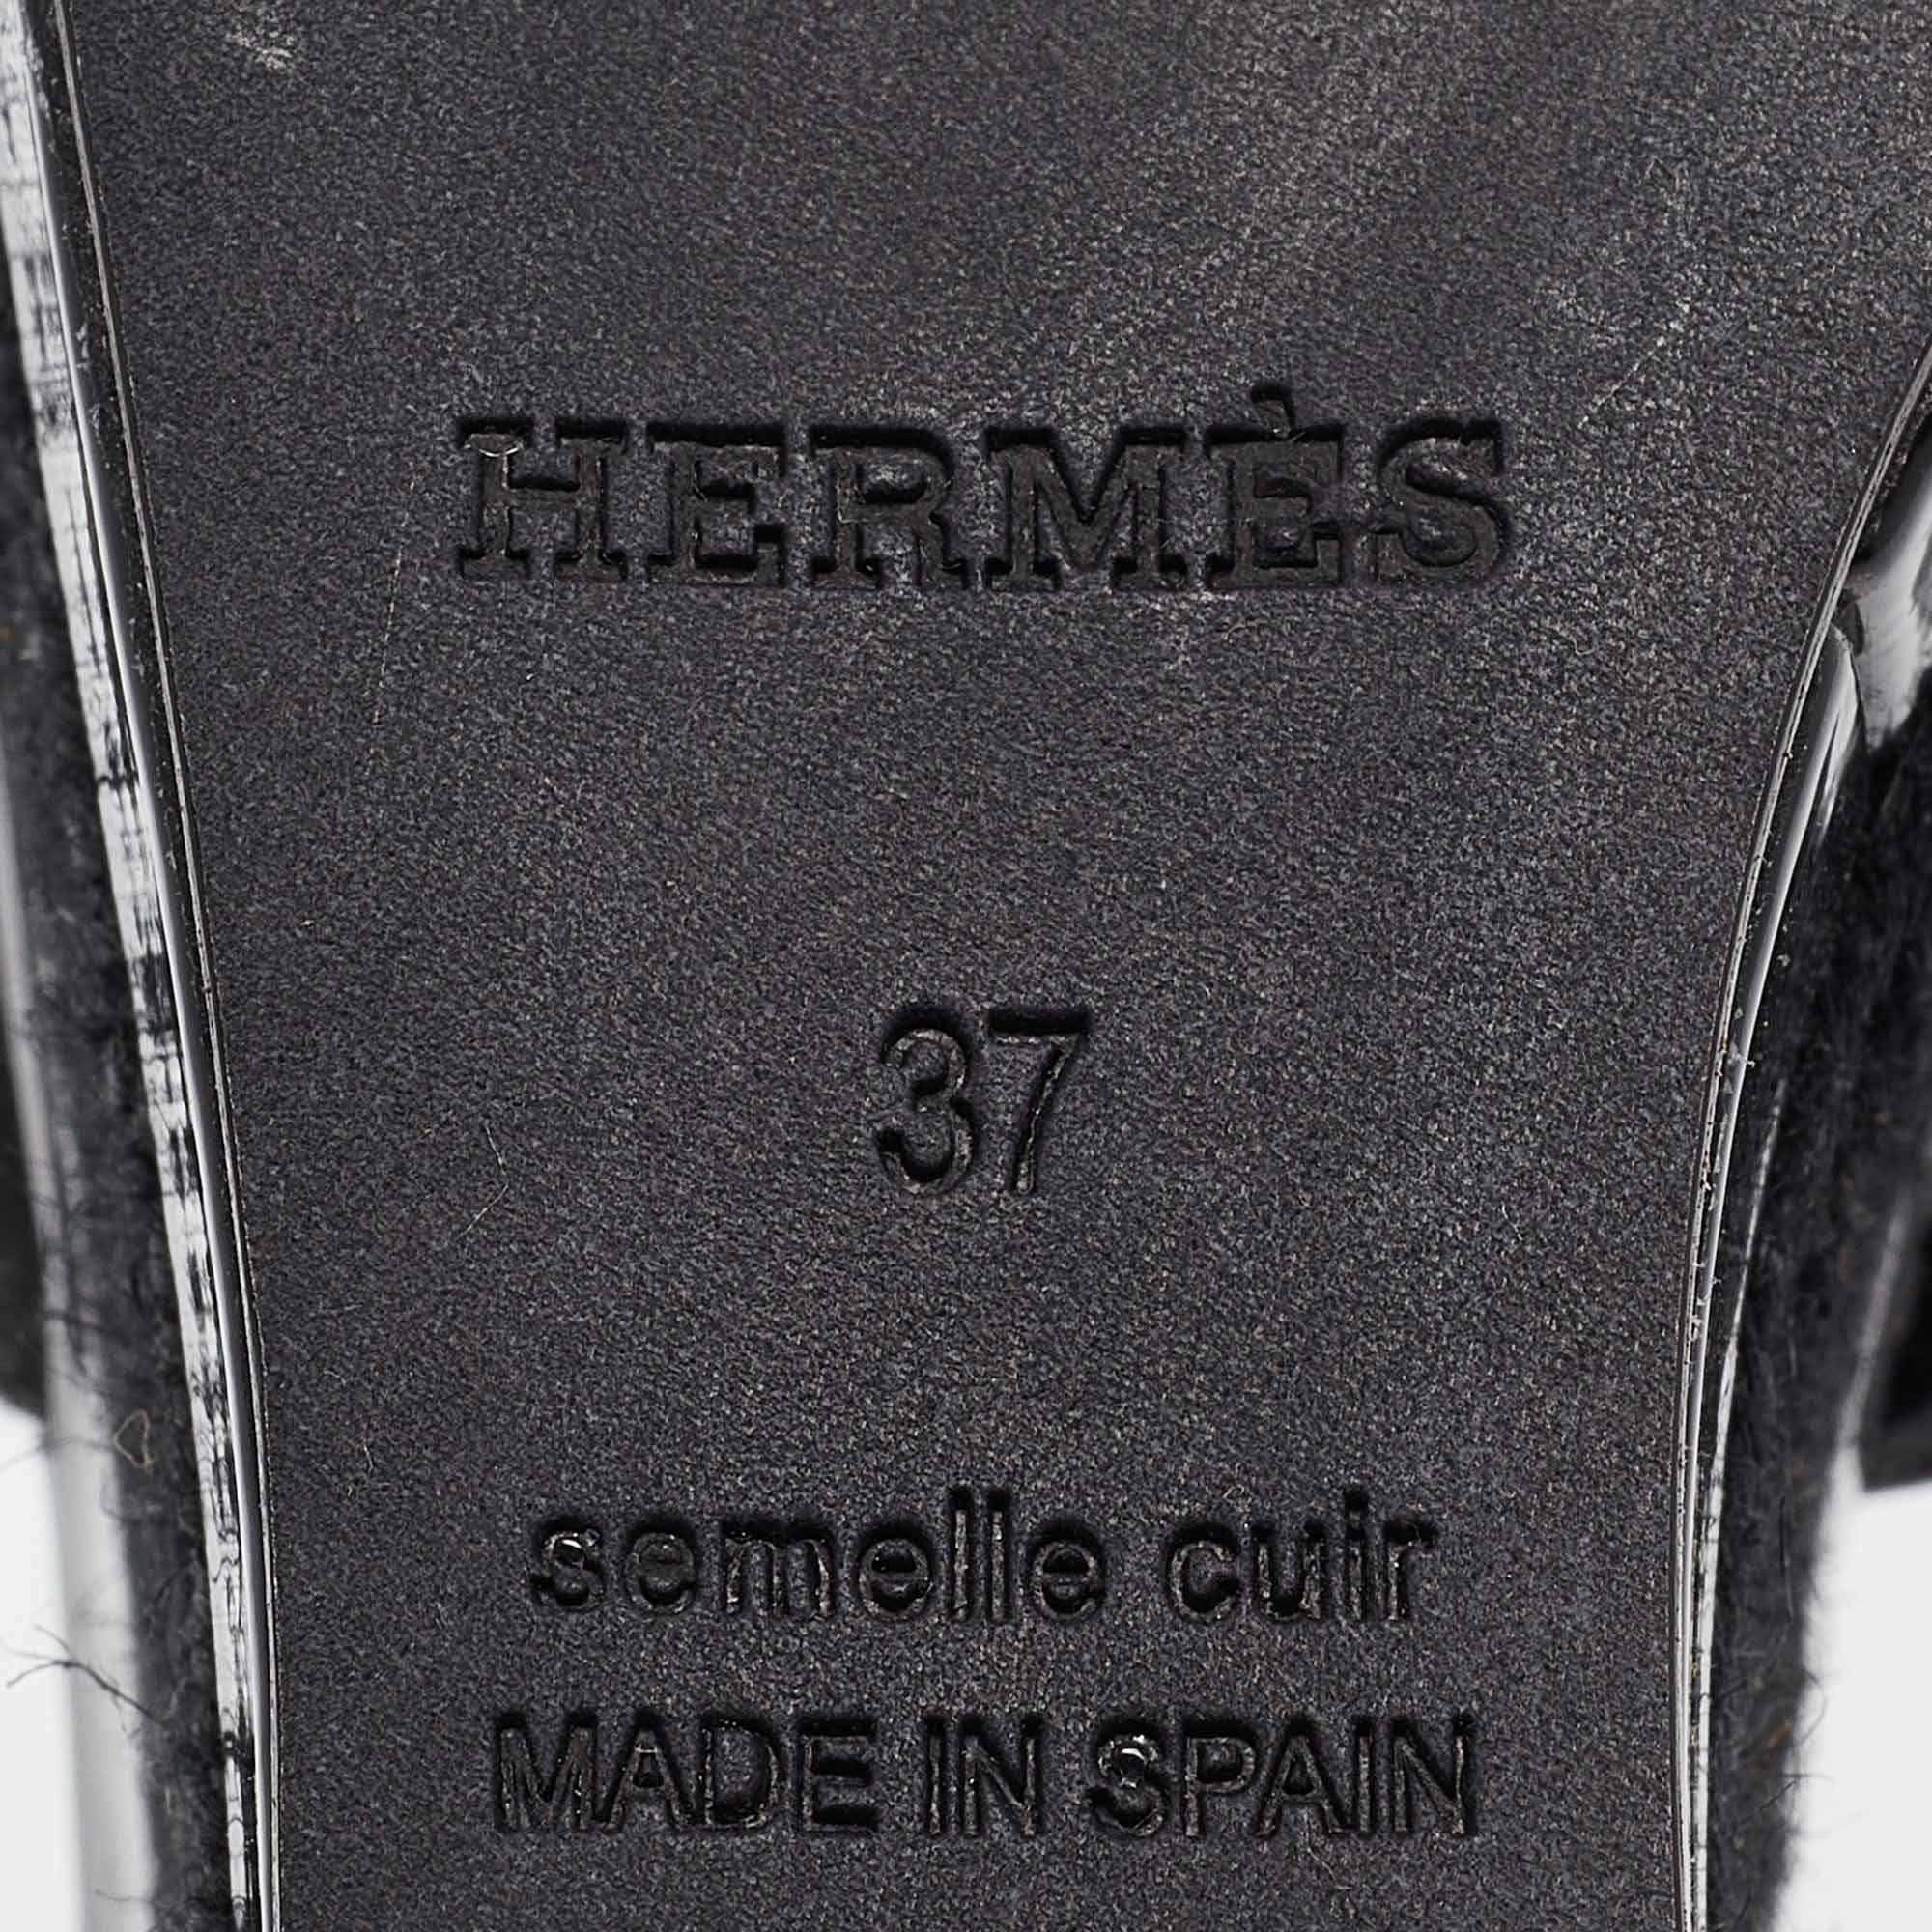 HERMÈS
37
semelle cuir
MADE IN SPAIN